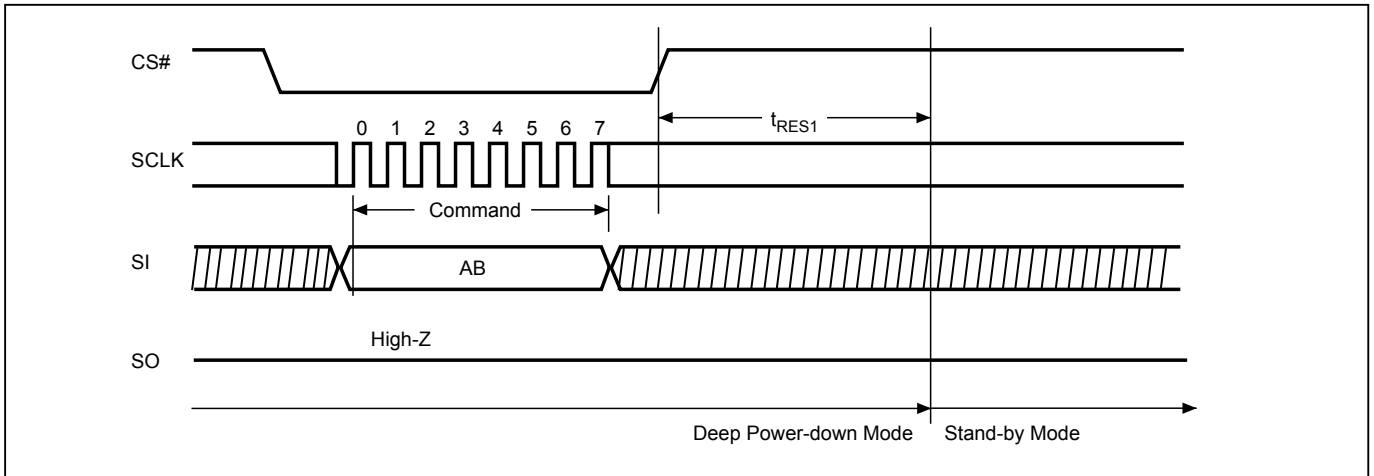 CS#
0 1 2 3 4 5 6 7
tRES1
SCLK
Command
SI
AB
High-Z
SO
Deep Power-down Mode
Stand-by Mode